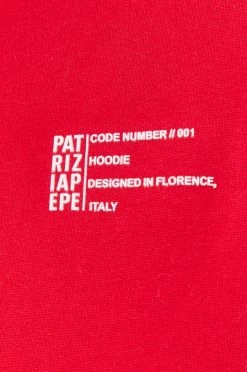 PAT CODE NUMBER // 001
RIZ HOODIE
IAP DESIGNED IN FLORENCE,
EPE ITALY